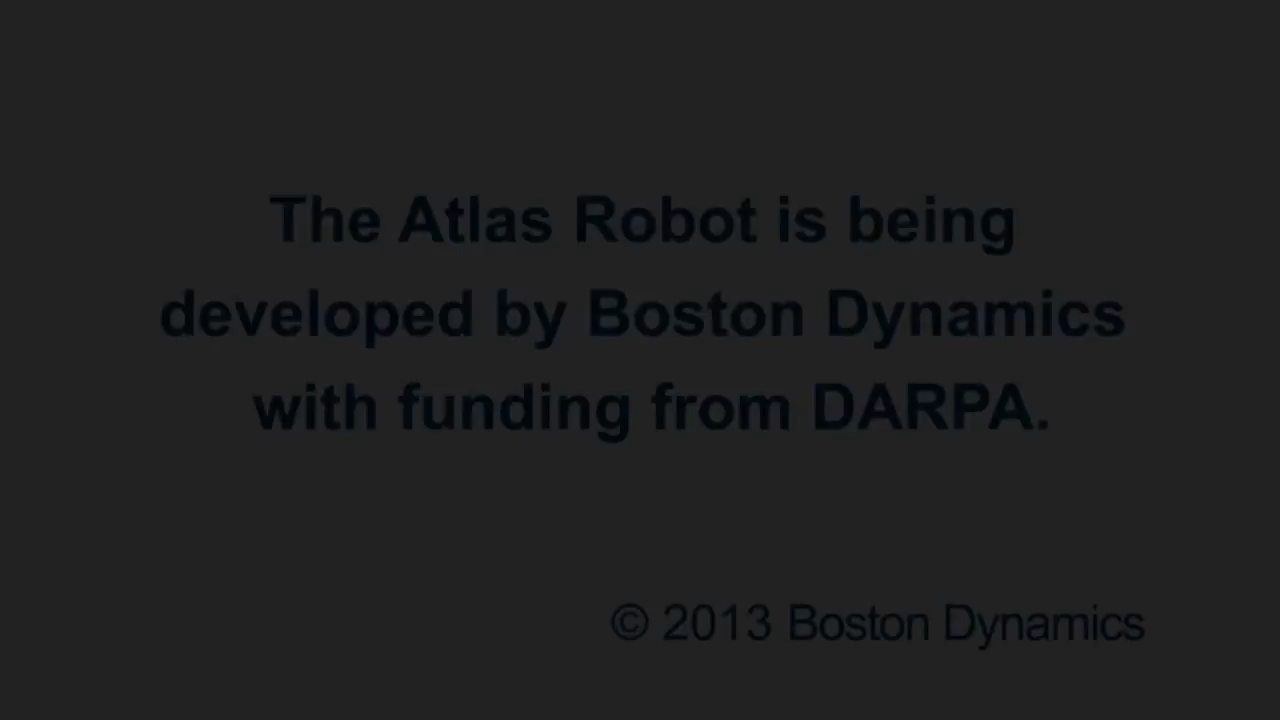 The Atlas Robot is being
developed by Boston Dynamics
with funding from DARPA.
© 2013 Boston Dynamics